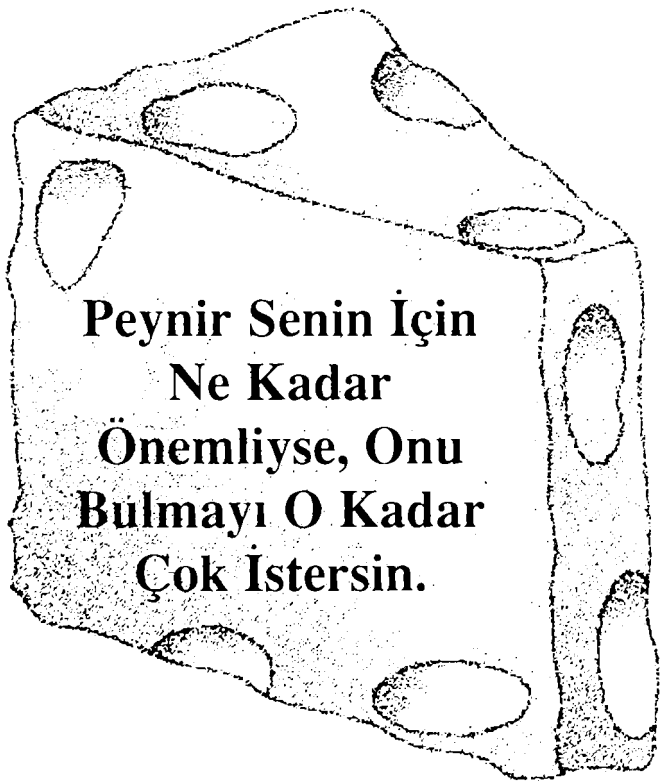 Peynir Senin İçin
Ne Kadar
Önemliyse, Onu
Bulmayı O Kadar
Çok İstersin.